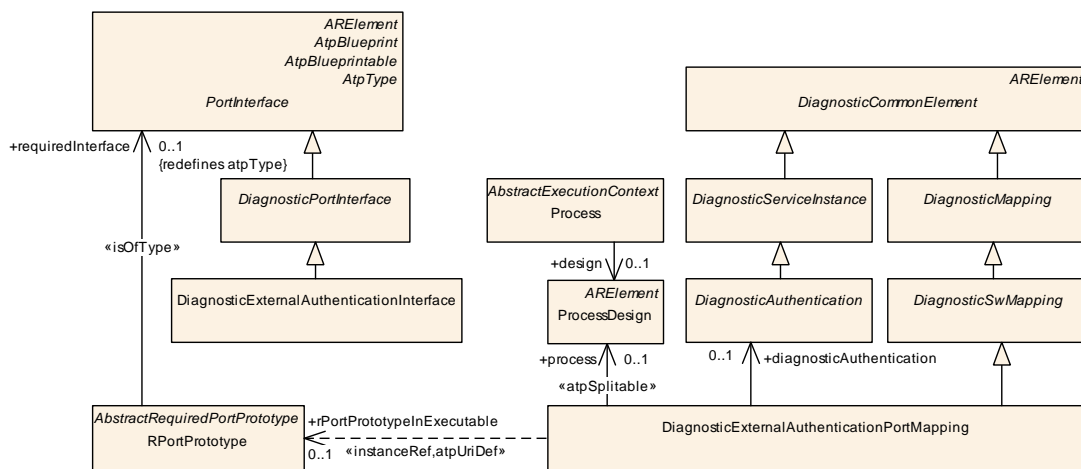 ARElement
AtpBlueprint
AtpBlueprintable
AtpType
PortInterface
ARElement
DiagnosticCommonElement
+requiredInterface
0..1
{redefines atpType}
DiagnosticPortInterface
AbstractExecutionContext
Process
DiagnosticServiceInstance
DiagnosticMapping
«isOfType»
+design
0..1
DiagnosticExternalAuthenticationInterface
ARElement
ProcessDesign
DiagnosticAuthentication
DiagnosticSwMapping
+process
0..1
0..1
+diagnosticAuthentication
«atpSplitable»
AbstractRequiredPortPrototype
RPortPrototype
+rPortPrototypeInExecutable
0..1
«instanceRef,atpUriDef»
DiagnosticExternalAuthenticationPortMapping